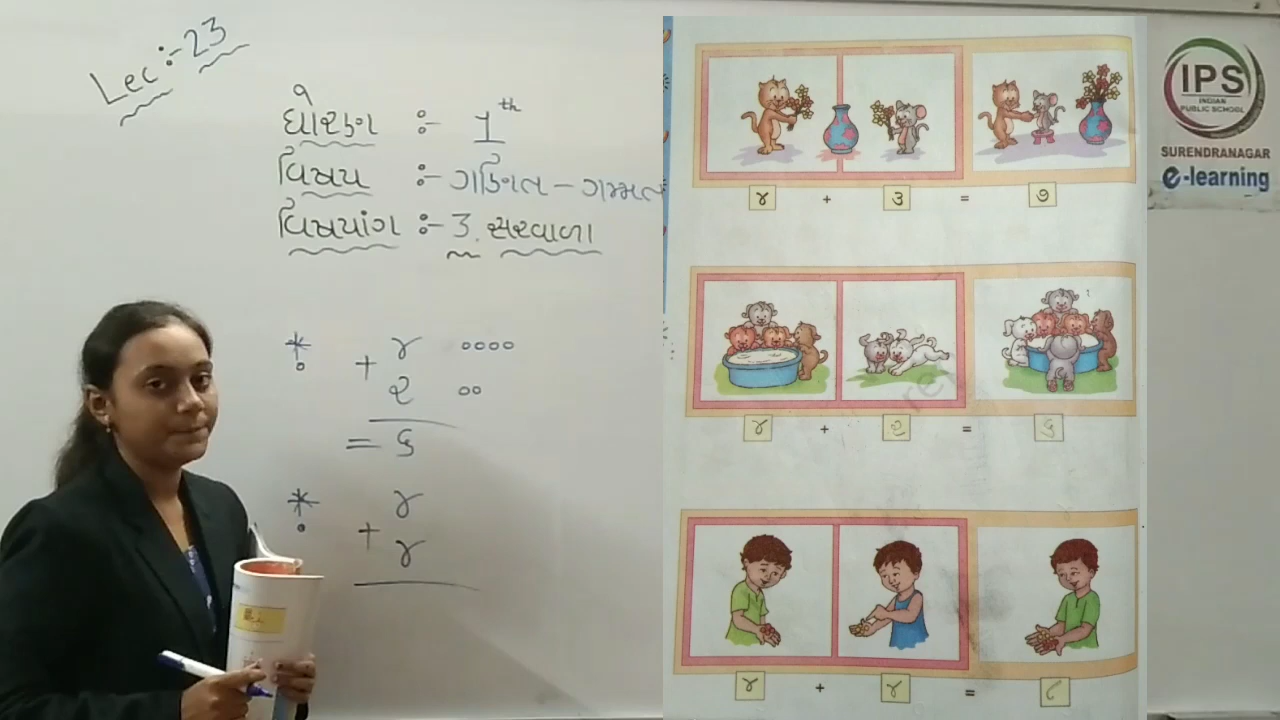 Lec :- 23
ધોરણ :- 1th
વિષય :- ગણિત - ગમ્મત
વિષયાંગ :- 3. સરવાળા
* + ૪ ○○○○
૨ ○○
= ૬
* ૪
+ ૪
૪ + ૩ = ૭
૪ + ૨ = ૬
૪ + ૪ = ૮
IPS
INDIAN
PUBLIC SCHOOL
SURENDRANAGAR
e-learning